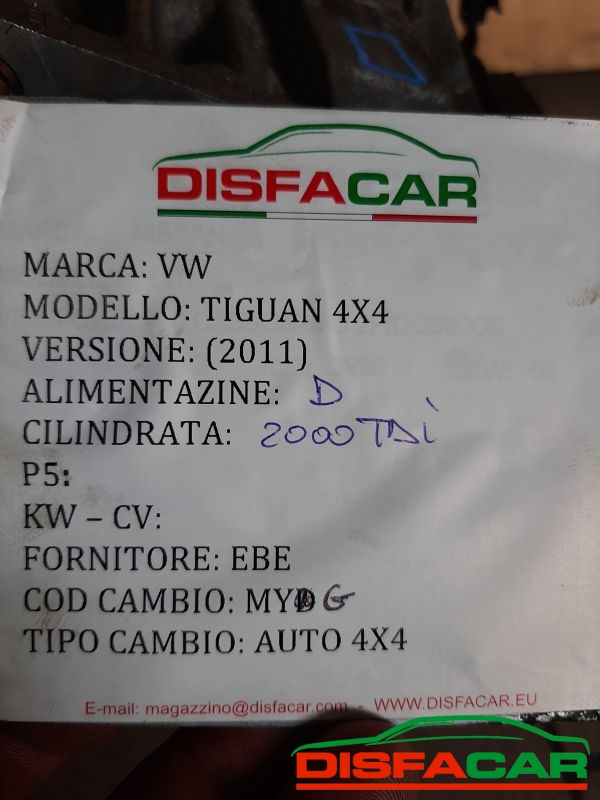 DISFACAR
MARCA: VW
MODELLO: TIGUAN 4X4
VERSIONE: (2011)
ALIMENTAZINE: D
CILINDRATA: 2000 TDi
P5:
KW – CV:
FORNITORE: EBE
COD CAMBIO: MYG
TIPO CAMBIO: AUTO 4X4
E-mail: magazzino@disfacar.com - WWW.DISFACAR.EU
DISFACAR